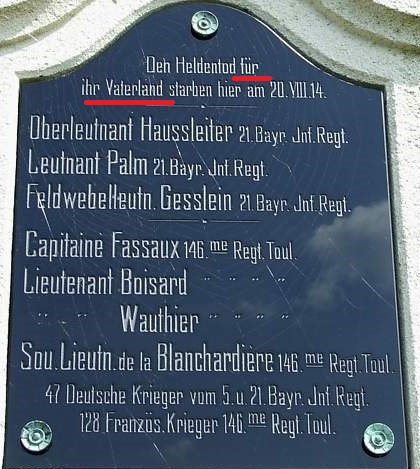 Den Heldentod für
ihr Vaterland starben hier am 20.VIII.14.
Oberleutnant Haussleiter 21.Bayr. Jnf.Regt.
Leutnant Palm 21.Bayr. Jnf.Regt.
Feldwebelleutn. Gesslein 21.Bayr. Jnf.Regt.
Capitaine Fassaux 146.me Regt.Toul.
Lieutenant Boisard " " " "
" " Wauthier " " " "
Sou.Lieutn.de la Blanchardière 146.me Regt.Toul.
47 Deutsche Krieger vom 5.u.21.Bayr. Jnf.Regt.
128 Französ.Krieger 146.me Regt.Toul.